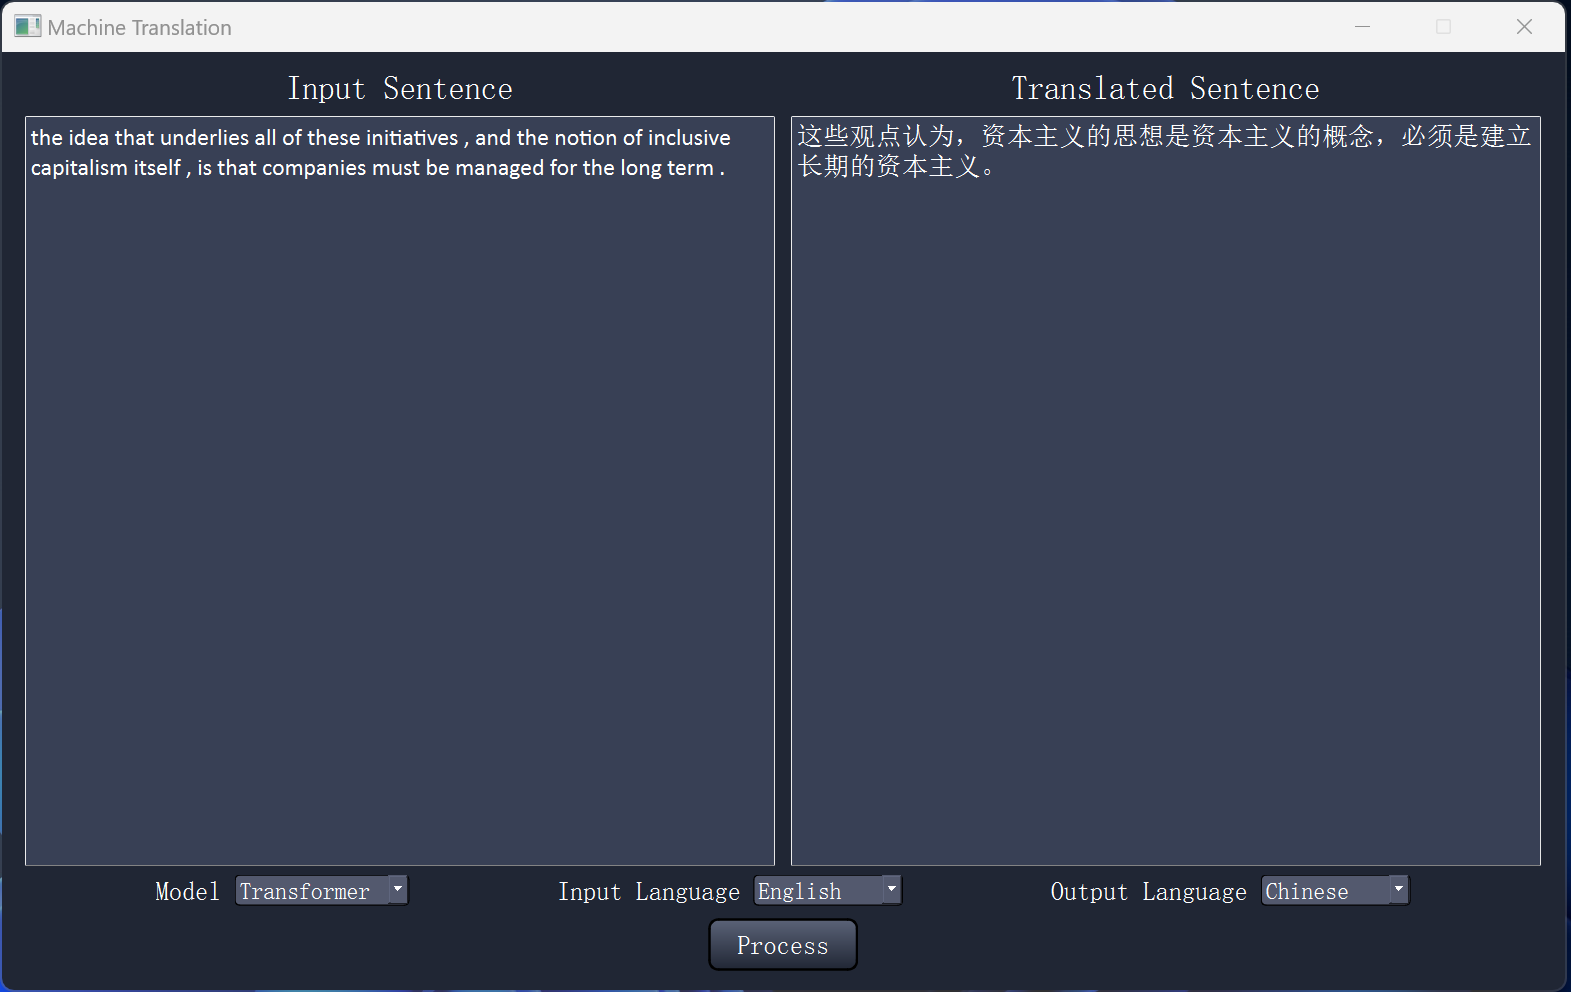 Machine Translation
Input Sentence
Translated Sentence
the idea that underlies all of these initiatives , and the notion of inclusive
capitalism itself , is that companies must be managed for the long term .
这些观点认为，资本主义的思想是资本主义的概念，必须是建立
长期的资本主义。
Model Transformer
Input Language English
Output Language Chinese
Process